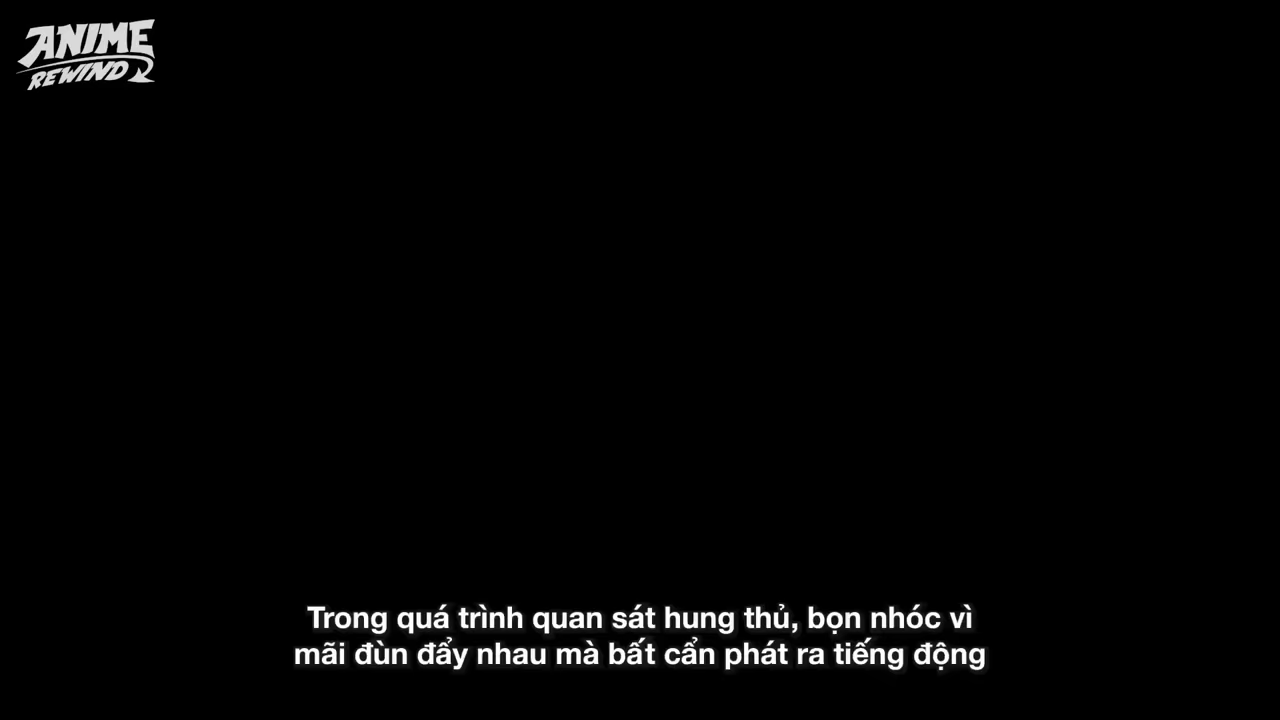 ANIME
REWIND
Trong quá trình quan sát hung thủ, bọn nhóc vì
mãi đùn đẩy nhau mà bất cẩn phát ra tiếng động